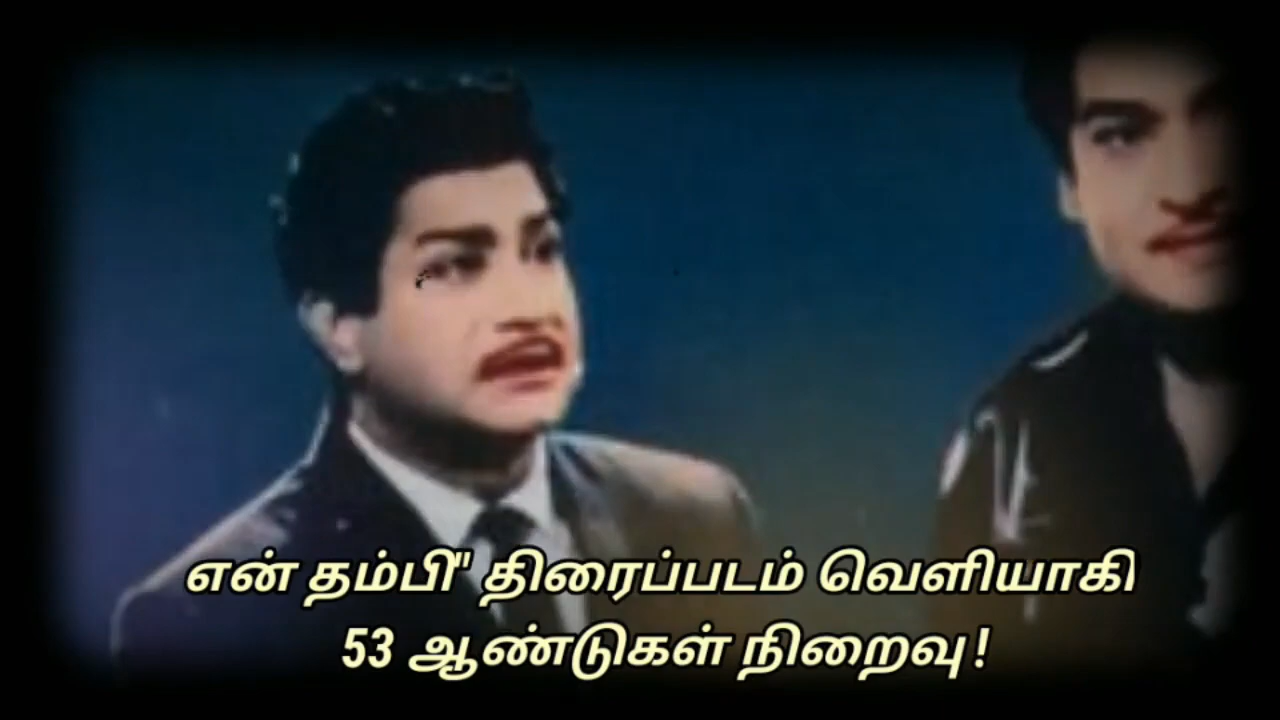 என் தம்பி" திரைப்படம் வெளியாகி
53 ஆண்டுகள் நிறைவு !